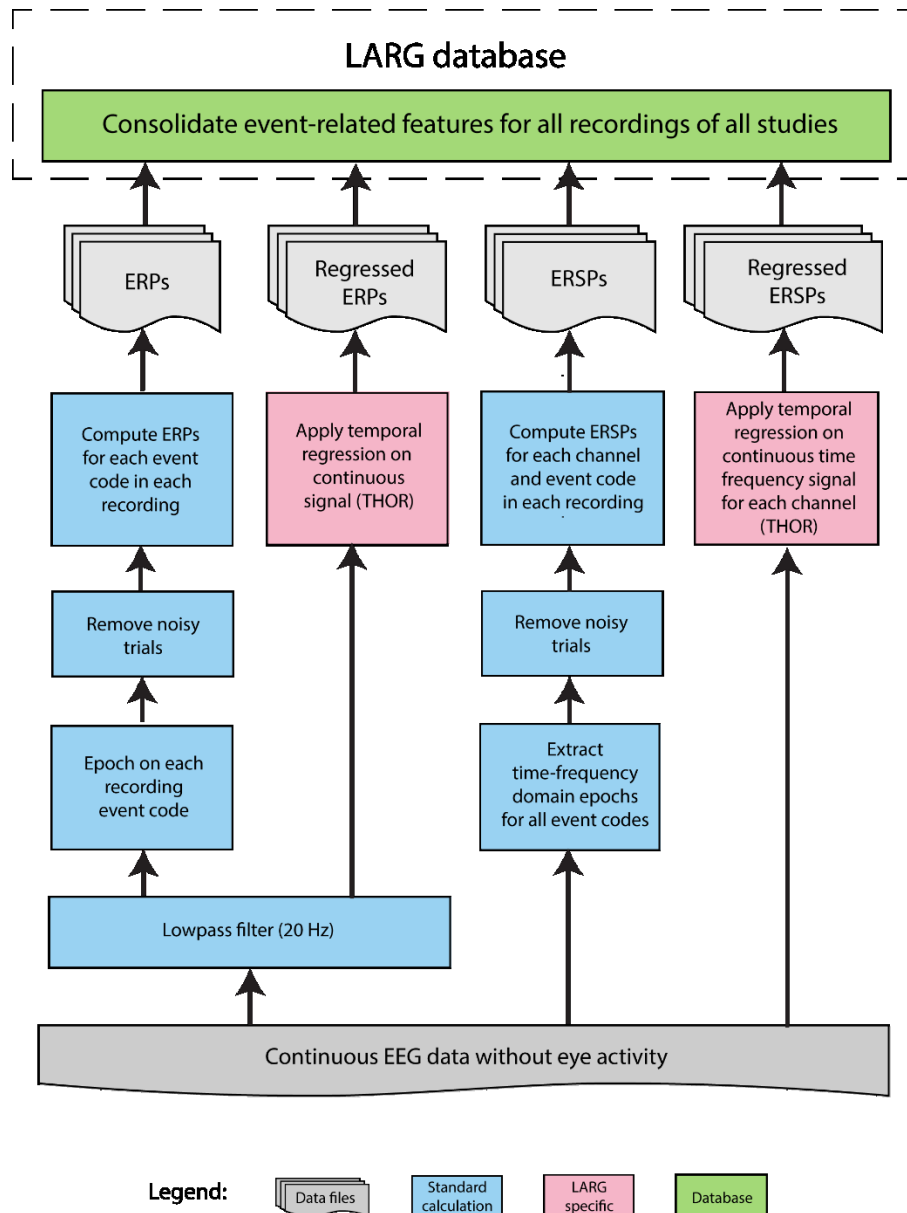 LARG database
Consolidate event-related features for all recordings of all studies
ERPs
Regressed
ERPs
ERSPs
Regressed
ERSPs
Compute ERPs
for each event
code in each
recording
Apply temporal
regression on
continuous
signal (THOR)
Compute ERSPs
for each channel
and event code
in each recording
Apply temporal
regression on
continuous time
frequency signal
for each channel
(THOR)
Remove noisy
trials
Remove noisy
trials
Epoch on each
recording
event code
Extract
time-frequency
domain epochs
for all event codes
Lowpass filter (20 Hz)
Continuous EEG data without eye activity
Legend:
Data files
Standard
calculation
LARG
specific
Database